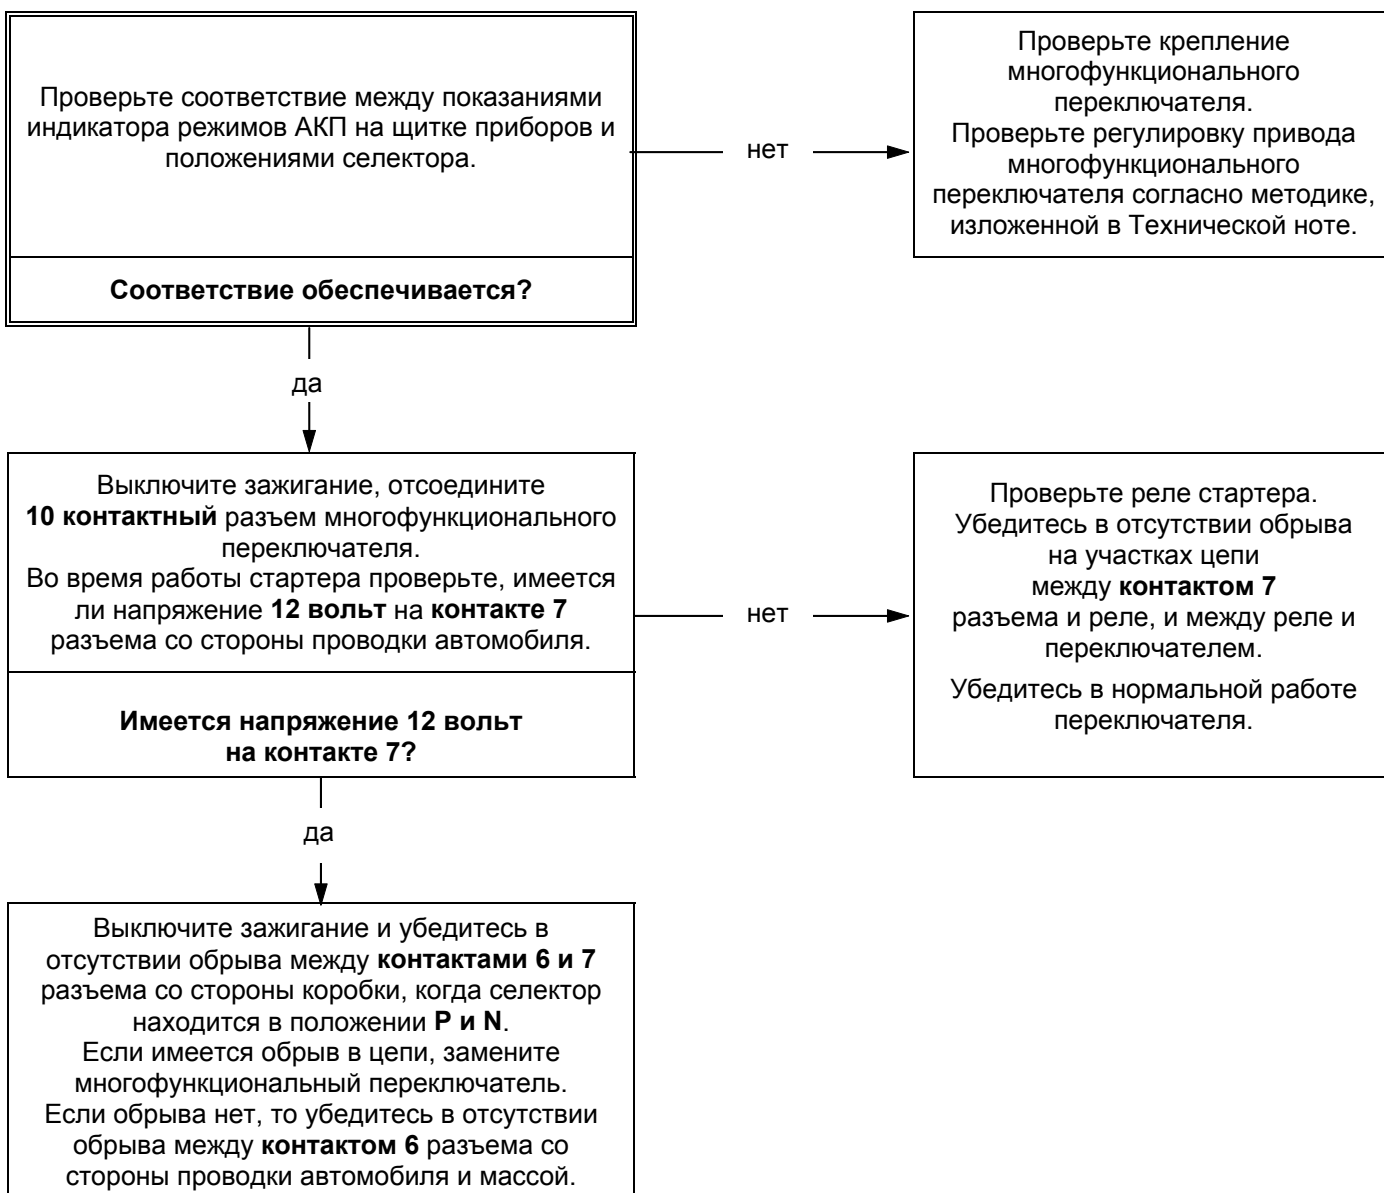 Проверьте соответствие между показаниями
индикатора режимов АКП на щитке приборов и
положениями селектора.
Соответствие обеспечивается?
нет
Проверьте крепление
многофункционального
переключателя.
Проверьте регулировку привода
многофункционального
переключателя согласно методике,
изложенной в Технической ноте.
да
Выключите зажигание, отсоедините
10 контактный разъем многофункционального
переключателя.
Во время работы стартера проверьте, имеется
ли напряжение 12 вольт на контакте 7
разъема со стороны проводки автомобиля.
Имеется напряжение 12 вольт
на контакте 7?
нет
Проверьте реле стартера.
Убедитесь в отсутствии обрыва
на участках цепи
между контактом 7
разъема и реле, и между реле и
переключателем.
Убедитесь в нормальной работе
переключателя.
да
Выключите зажигание и убедитесь в
отсутствии обрыва между контактами 6 и 7
разъема со стороны коробки, когда селектор
находится в положении P и N.
Если имеется обрыв в цепи, замените
многофункциональный переключатель.
Если обрыва нет, то убедитесь в отсутствии
обрыва между контактом 6 разъема со
стороны проводки автомобиля и массой.